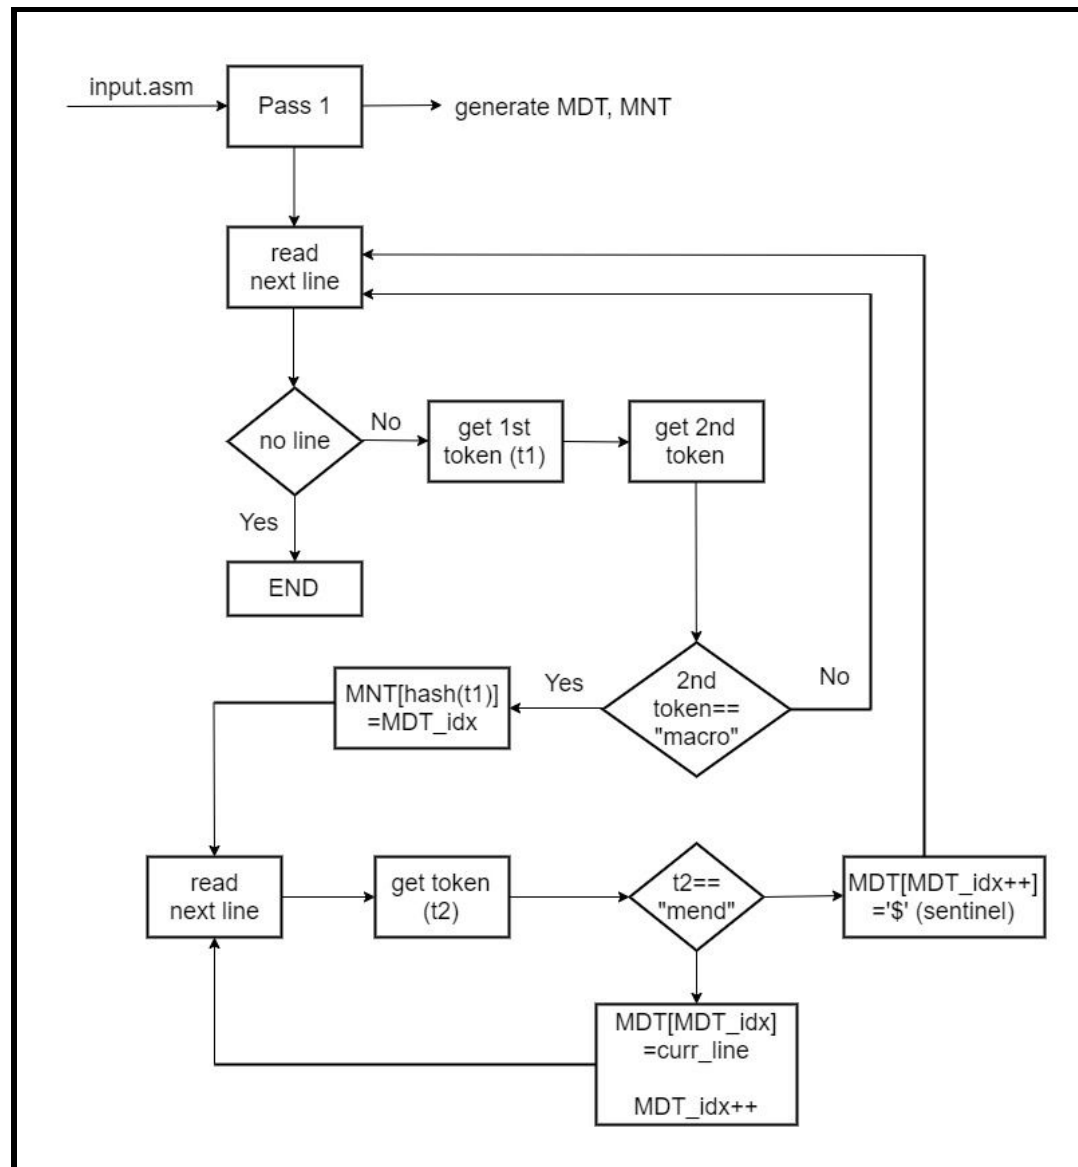 input.asm
Pass 1
generate MDT, MNT
read
next line
no line
No
get 1st
token (t1)
get 2nd
token
Yes
END
2nd
token==
"macro"
No
Yes
MNT[hash(t1)]
=MDT_idx
read
next line
get token
(t2)
t2==
"mend"
MDT[MDT_idx++]
='$' (sentinel)
MDT[MDT_idx]
=curr_line
MDT_idx++